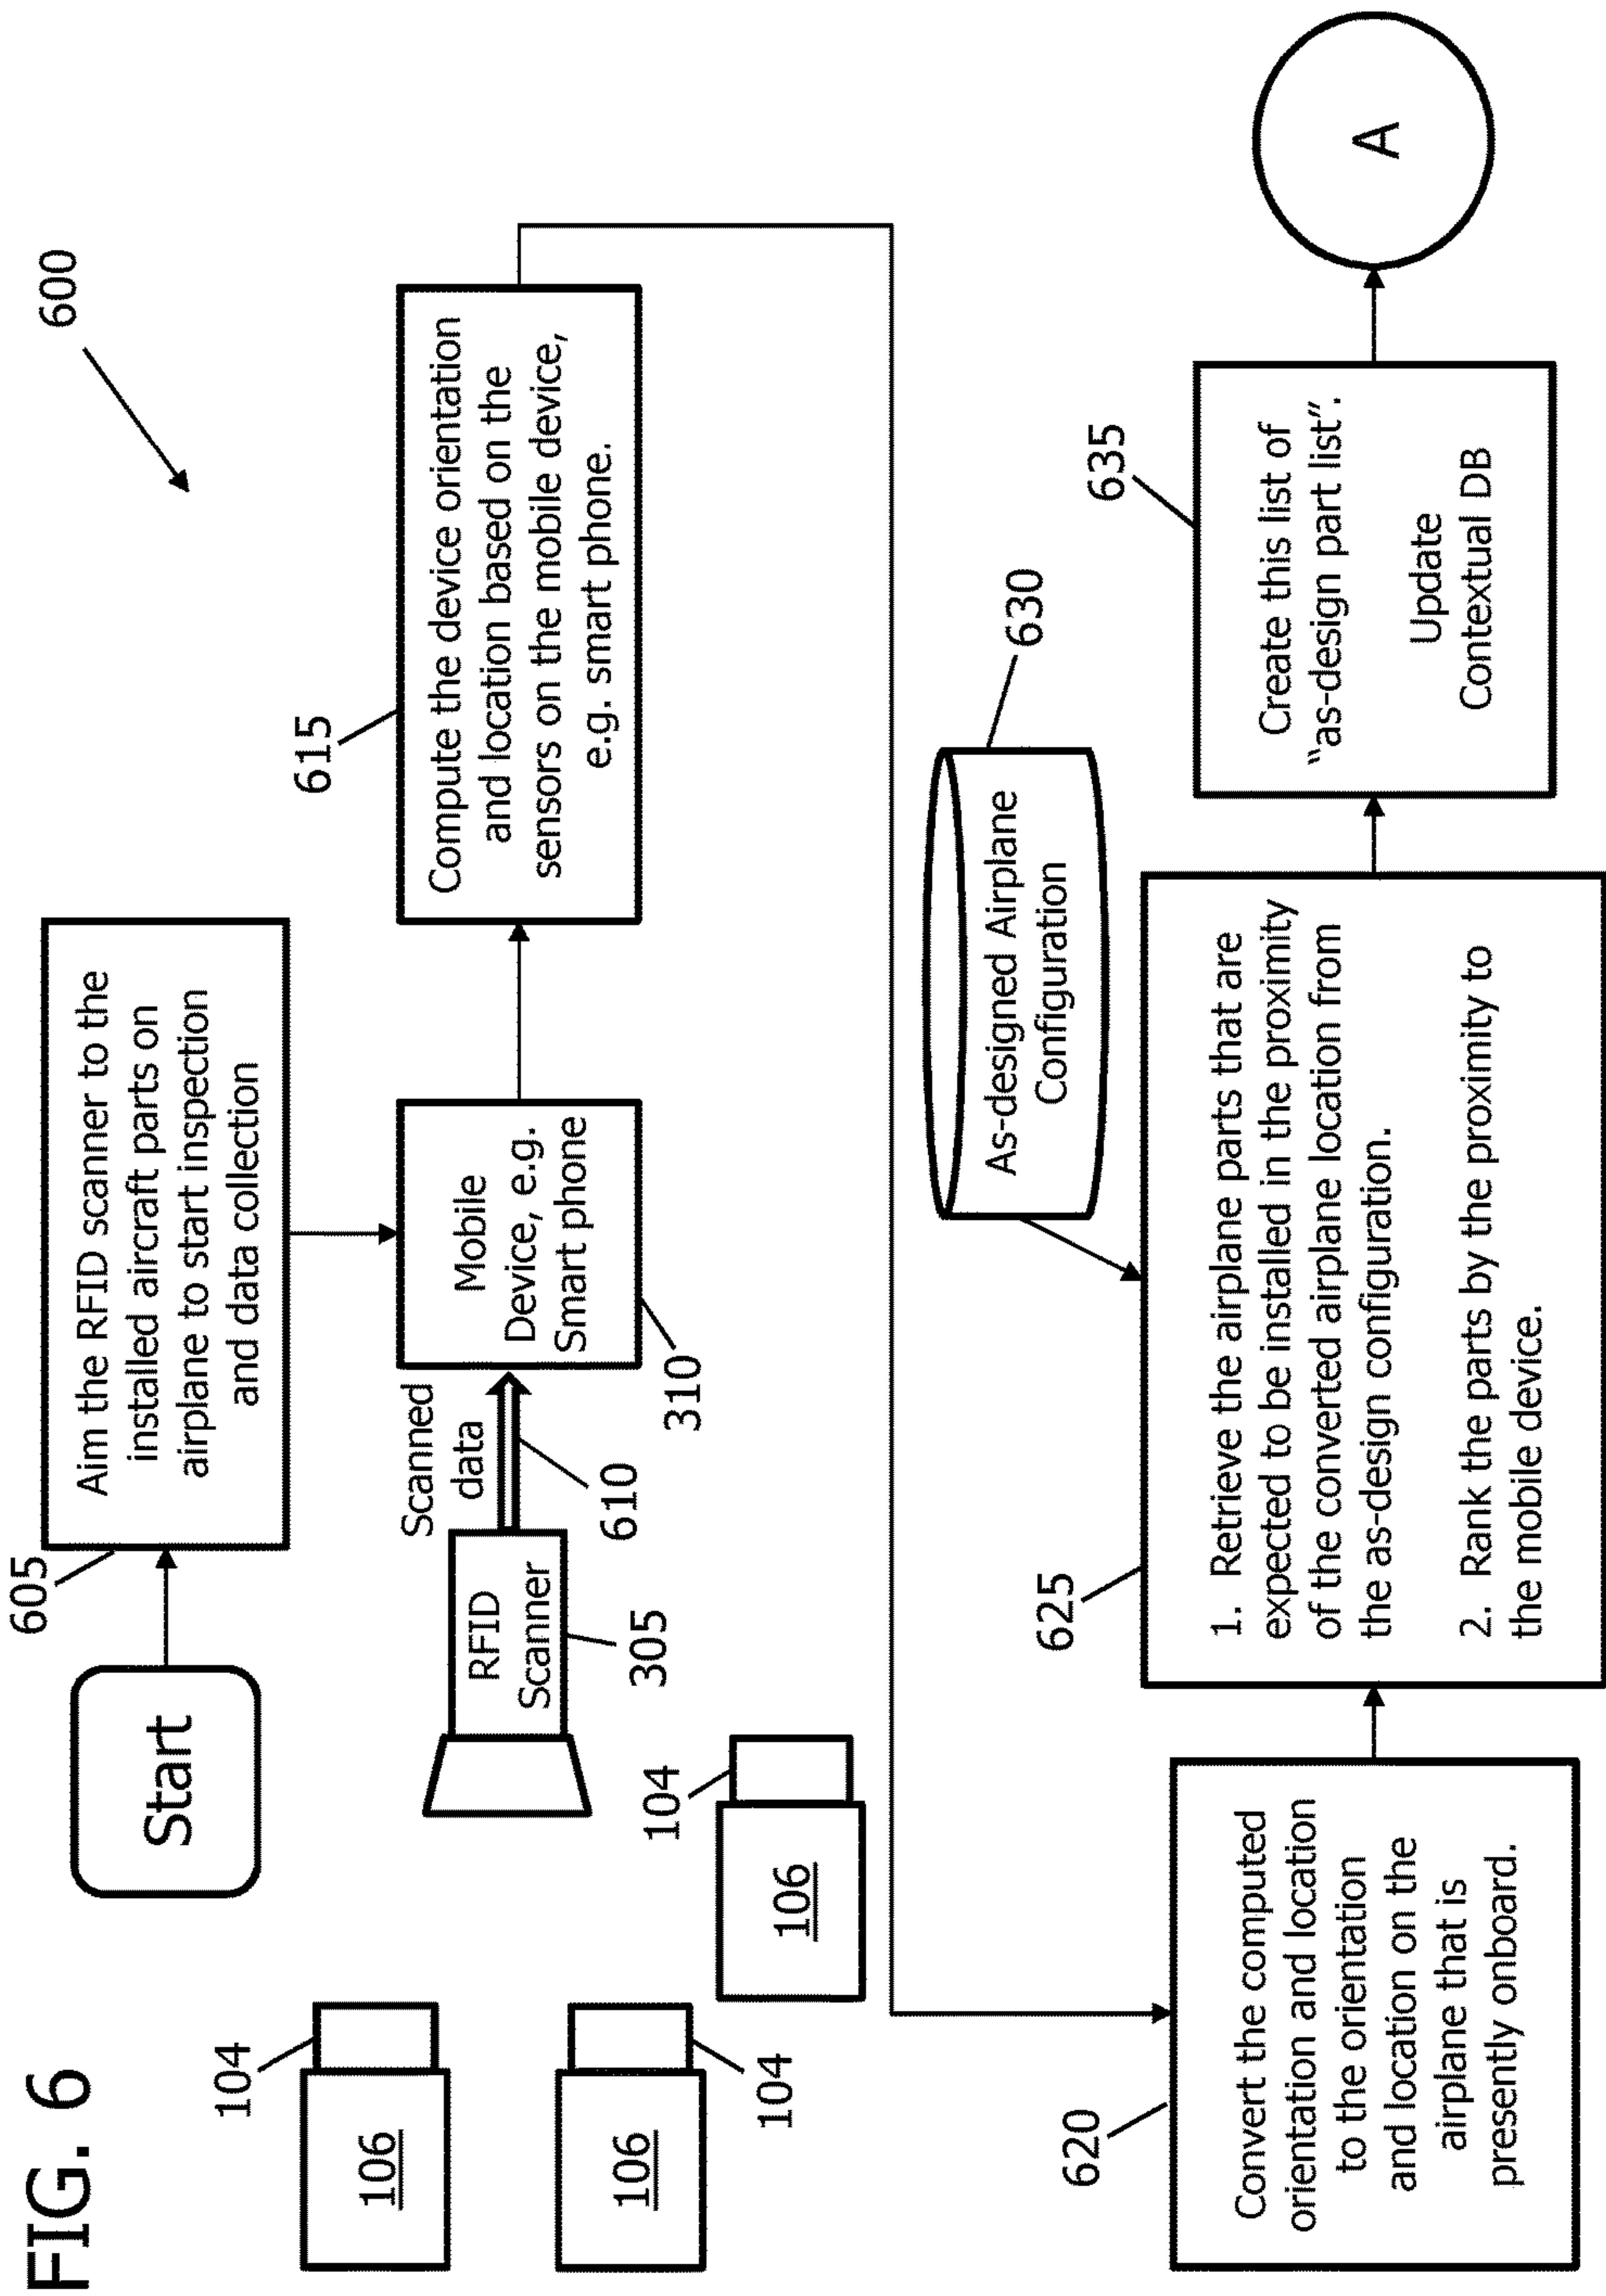 FIG. 6
600
Start
605
Aim the RFID scanner to the
installed aircraft parts on
airplane to start inspection
and data collection
104
106
104
106
104
106
RFID
Scanner
305
Scanned
data
610
Mobile
Device, e.g.
Smart phone
310
615
Compute the device orientation
and location based on the
sensors on the mobile device,
e.g. smart phone.
620
Convert the computed
orientation and location
to the orientation
and location on the
airplane that is
presently onboard.
625
1. Retrieve the airplane parts that are
expected to be installed in the proximity
of the converted airplane location from
the as-design configuration.
2. Rank the parts by the proximity to
the mobile device.
As-designed Airplane
Configuration
630
635
Create this list of
“as-design part list”.
Update
Contextual DB
A